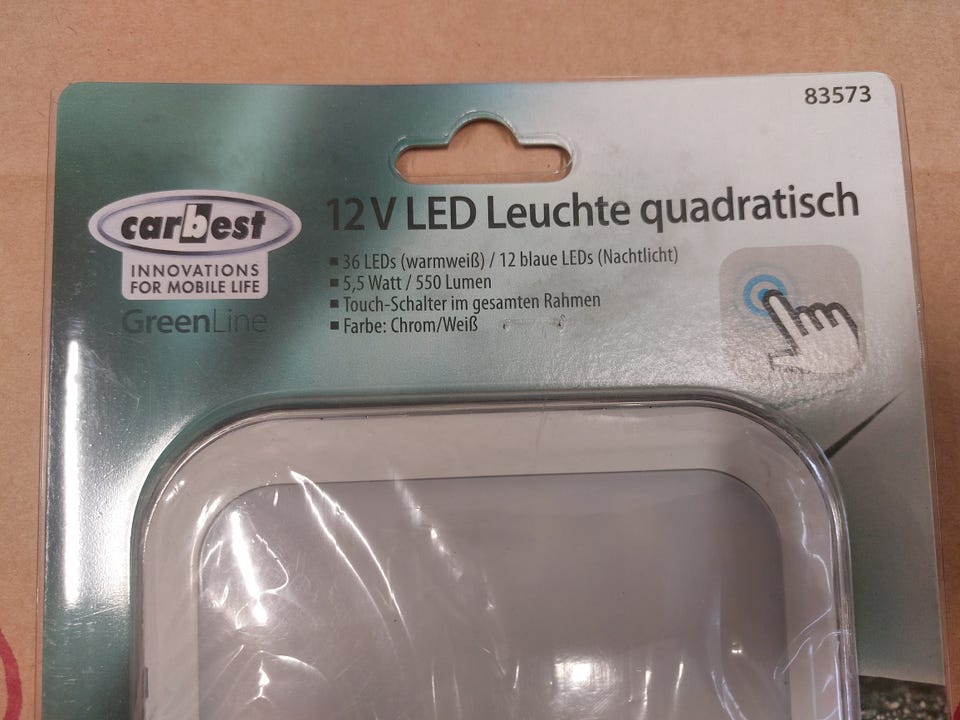 83573
carbest
INNOVATIONS
FOR MOBILE LIFE
GreenLine
12 V LED Leuchte quadratisch
▪ 36 LEDs (warmweiß) / 12 blaue LEDs (Nachtlicht)
▪ 5,5 Watt / 550 Lumen
▪ Touch-Schalter im gesamten Rahmen
▪ Farbe: Chrom/Weiß